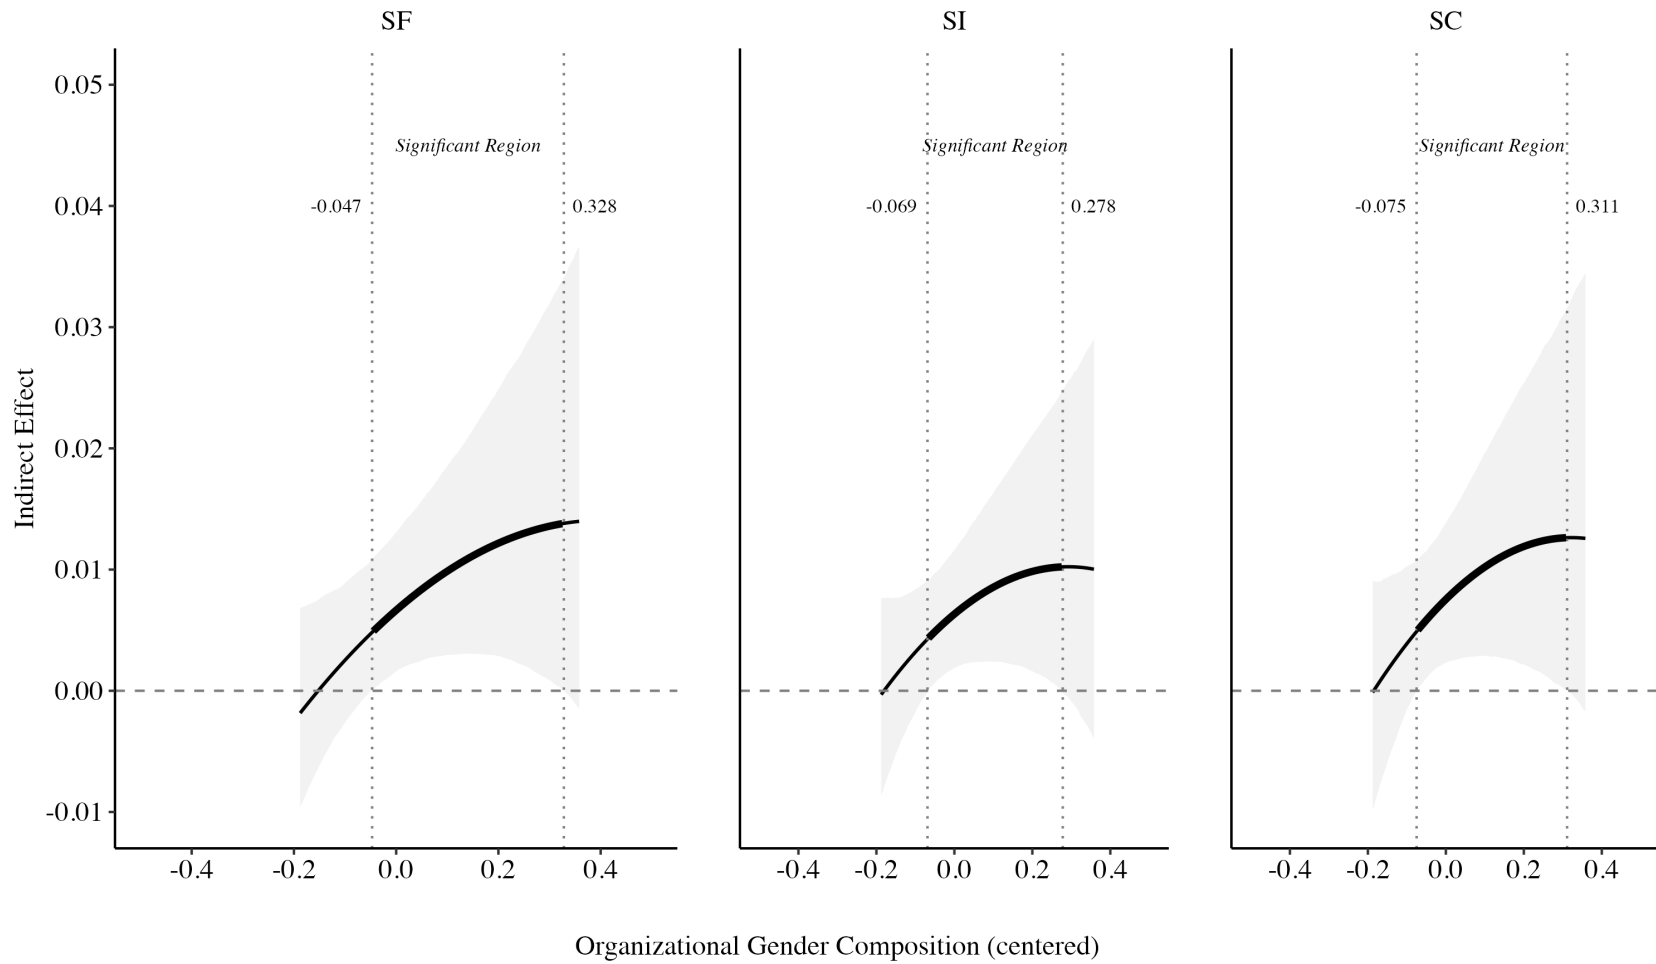 SF SI SC
0.05
Significant Region Significant Region Significant Region
0.04
-0.047 0.328 -0.069 0.278 -0.075 0.311
0.03
Indirect Effect
0.02
0.01
0.00
-0.01
-0.4 -0.2 0.0 0.2 0.4 -0.4 -0.2 0.0 0.2 0.4 -0.4 -0.2 0.0 0.2 0.4
Organizational Gender Composition (centered)